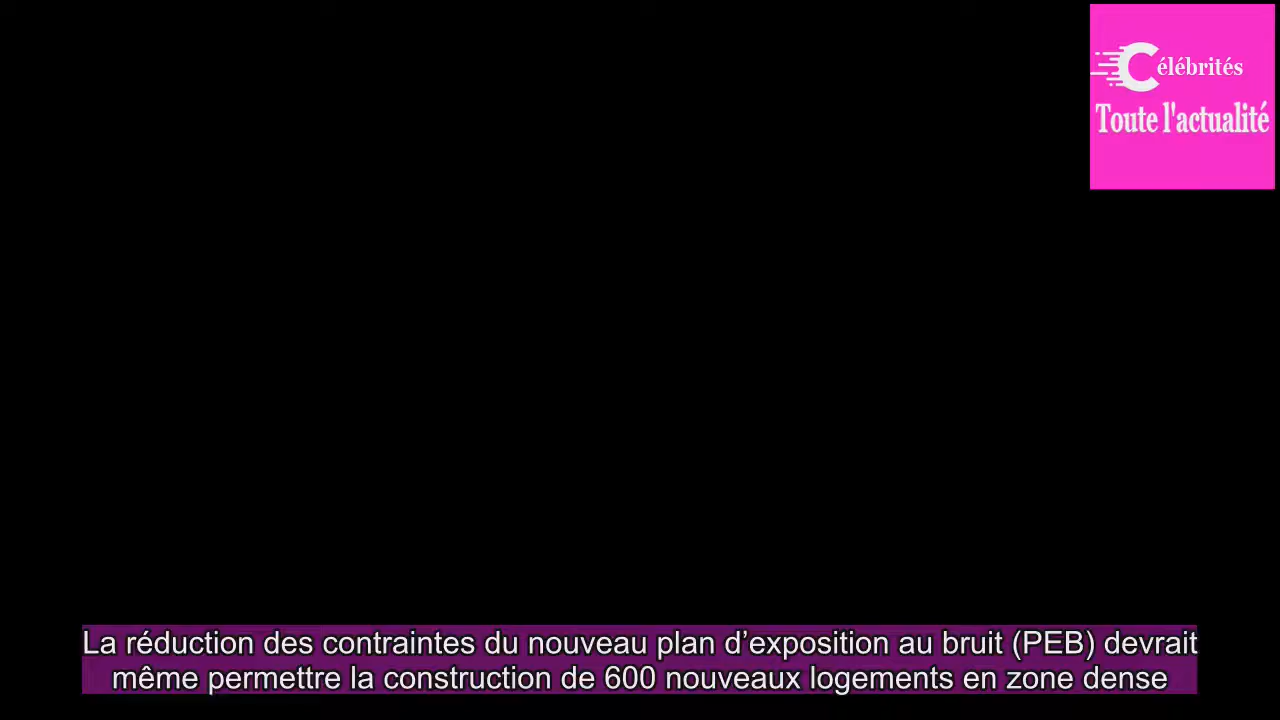 Célébrités
Toute l'actualité
La réduction des contraintes du nouveau plan d’exposition au bruit (PEB) devrait
même permettre la construction de 600 nouveaux logements en zone dense